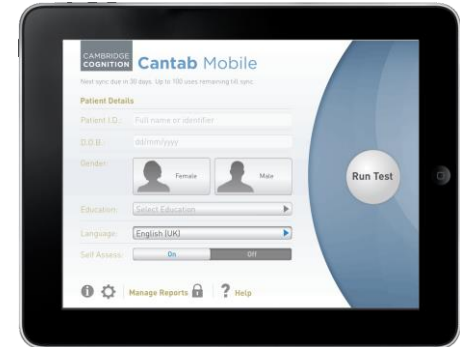 CAMBRIDGE
COGNITION
Cantab Mobile
Next sync due in 30 days. Up to 100 uses remaining till sync.
Patient Details
Patient I.D.: Full name or identifier
D.O.B.: dd/mm/yyyy
Gender: Female Male
Run Test
Education: Select Education
Language: English (UK)
Self Assess: On Off
Manage Reports ? Help